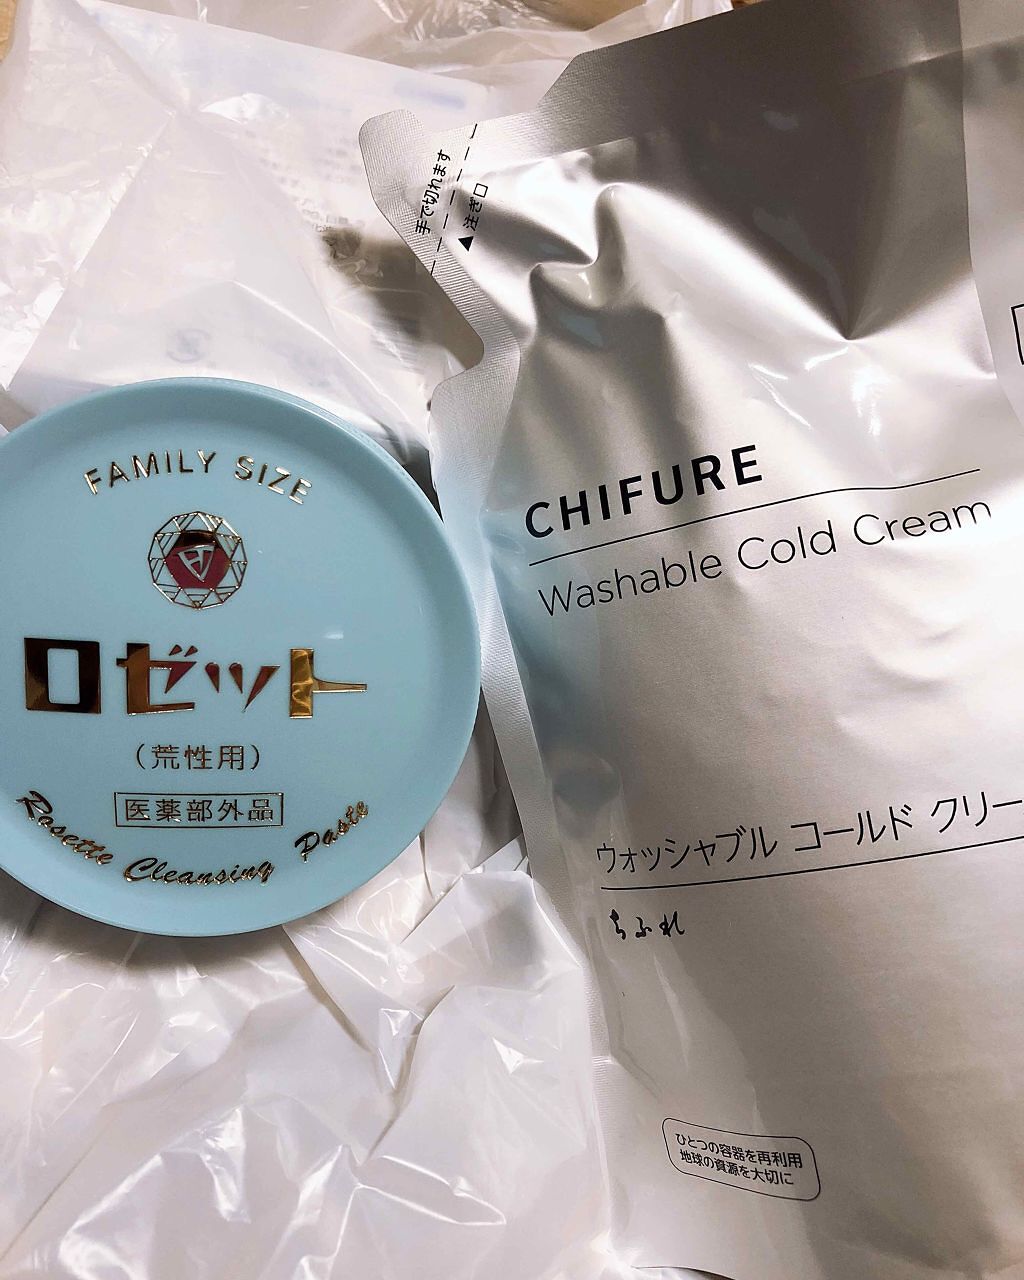 FAMILY SIZE
ロゼット
(荒性用)
医薬部外品
Rosette Cleansing Paste
手で切れます
▲注ぎ口
CHIFURE
Washable Cold Cream
ウォッシャブル コールド クリー
ちふれ
ひとつの容器を再利用
地球の資源を大切に